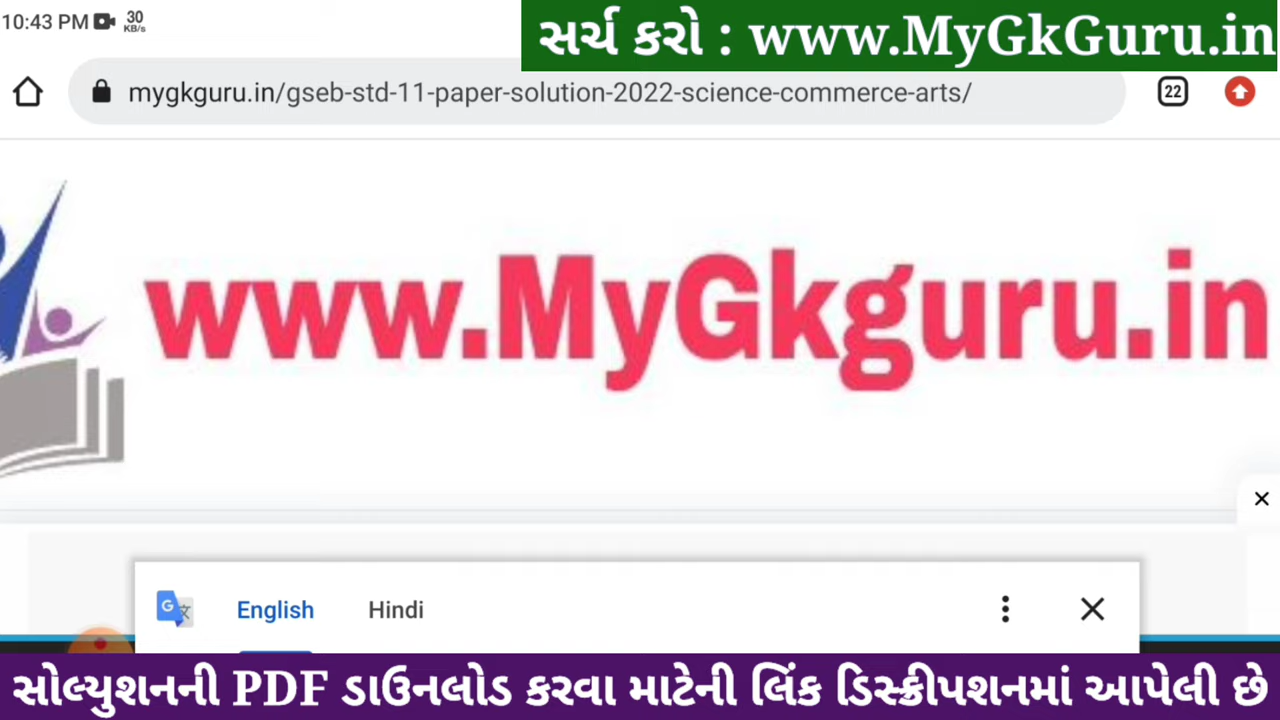 10:43 PM 30 KB/s
સર્ચ કરો : www.MyGkGuru.in
mygkguru.in/gseb-std-11-paper-solution-2022-science-commerce-arts/ 22
www.MyGkguru.in
English Hindi
સોલ્યુશનની PDF ડાઉનલોડ કરવા માટેની લિંક ડિસ્ક્રીપશનમાં આપેલી છે